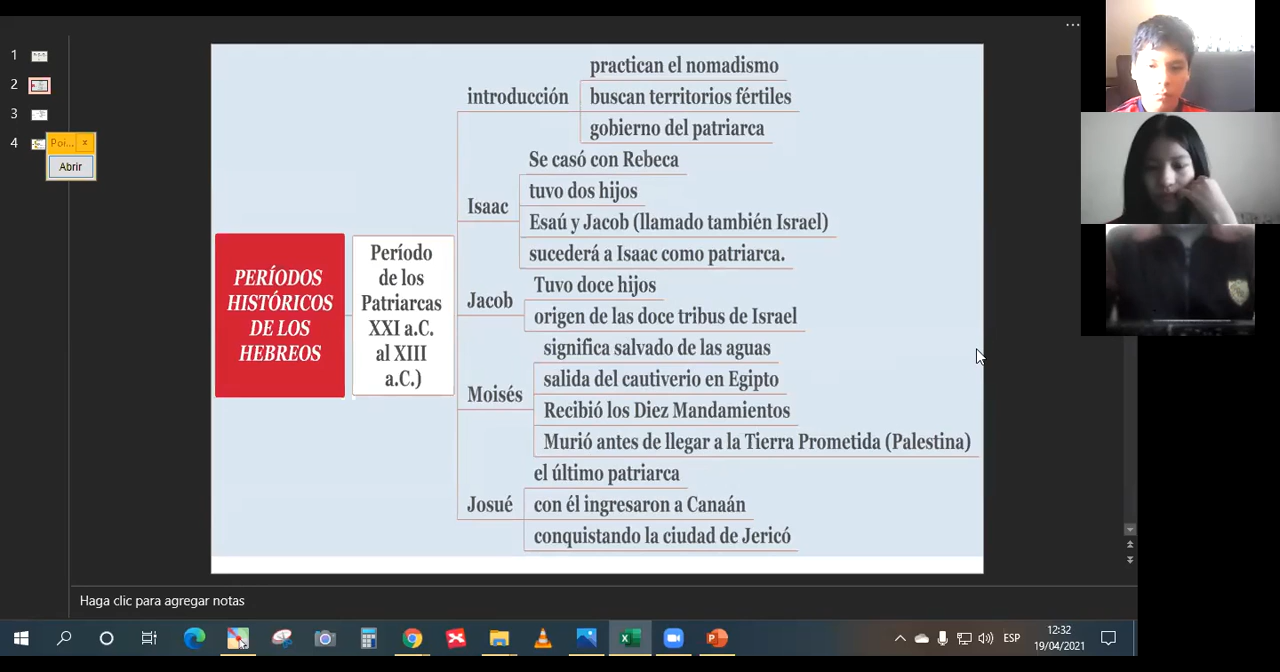 1
2
3
4
Poi... x
Abrir
practican el nomadismo
introducción
buscan territorios fértiles
gobierno del patriarca
Se casó con Rebeca
tuvo dos hijos
Isaac
Esaú y Jacob (llamado también Israel)
sucederá a Isaac como patriarca.
PERÍODOS
HISTÓRICOS
DE LOS
HEBREOS
Período
de los
Patriarcas
XXI a.C.
al XIII
a.C.)
Tuvo doce hijos
Jacob
origen de las doce tribus de Israel
significa salvado de las aguas
salida del cautiverio en Egipto
Moisés
Recibió los Diez Mandamientos
Murió antes de llegar a la Tierra Prometida (Palestina)
el último patriarca
Josué
con él ingresaron a Canaán
conquistando la ciudad de Jericó
Haga clic para agregar notas
ESP
12:32
19/04/2021